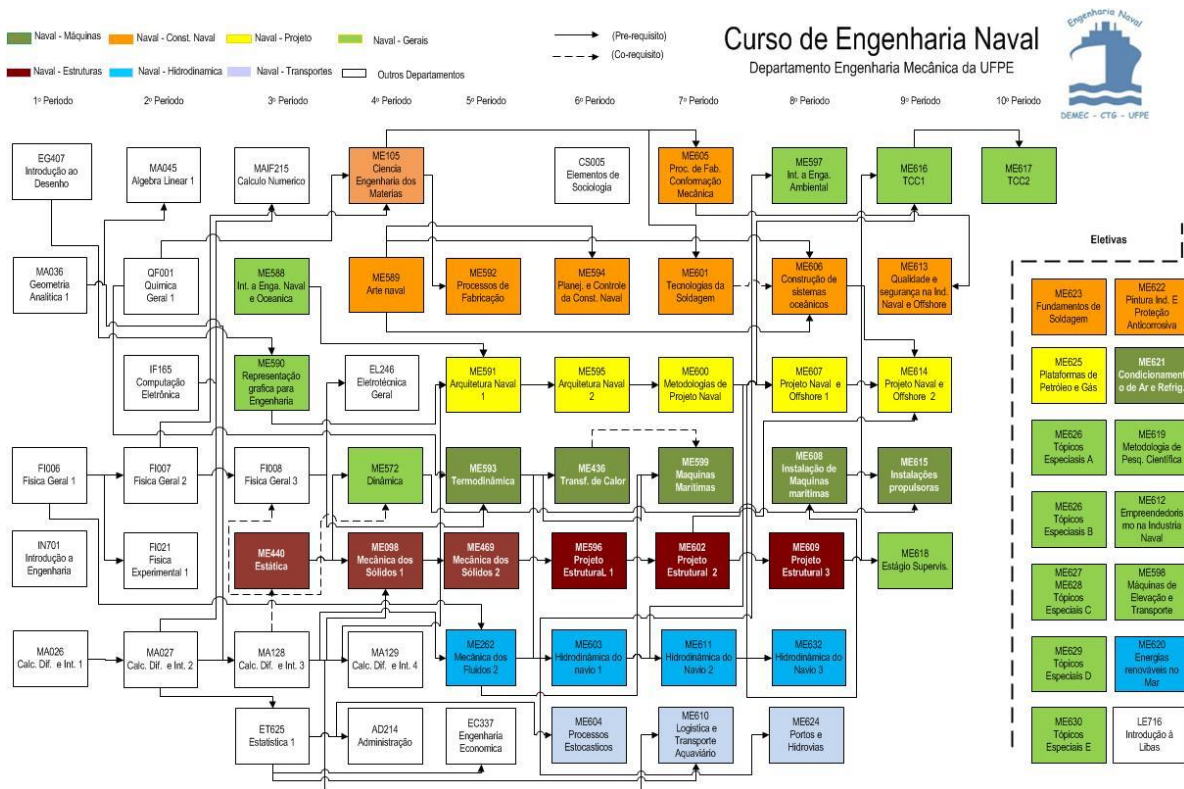 Naval - Máquinas
Naval - Const. Naval
Naval - Projeto
Naval - Gerais
(Pre-requisito)
(Co-requisito)
Naval - Estruturas
Naval - Hidrodinamica
Naval - Transportes
Outros Departamentos
Curso de Engenharia Naval
Departamento Engenharia Mecânica da UFPE
Engenharia Naval
DEMEC - CTG - UFPE
1º Periodo
2º Periodo
3º Periodo
4º Periodo
5º Periodo
6º Periodo
7º Periodo
8º Periodo
9º Periodo
10º Periodo
EG407
Introdução ao
Desenho
MA045
Algebra Linear 1
MAIF215
Calculo Numerico
ME105
Ciencia
Engenharia dos
Materias
CS005
Elementos de
Sociologia
ME605
Proc. de Fab.
Conformação
Mecânica
ME597
Int. a Enga.
Ambiental
ME616
TCC1
ME617
TCC2
MA036
Geometria
Analítica 1
QF001
Quimica
Geral 1
ME588
Int. a Enga. Naval
e Oceanica
ME589
Arte naval
ME592
Processos de
Fabricação
ME594
Planej. e Controle
da Const. Naval
ME601
Tecnologias da
Soldagem
ME606
Construção de
sistemas
oceânicos
ME613
Qualidade e
segurança na Ind.
Naval e Offshore
IF165
Computação
Eletrônica
ME590
Representação
grafica para
Engenharia
EL246
Eletrotécnica
Geral
ME591
Arquitetura Naval
1
ME595
Arquitetura Naval
2
ME600
Metodologias de
Projeto Naval
ME607
Projeto Naval e
Offshore 1
ME614
Projeto Naval e
Offshore 2
FI006
Fisica Geral 1
FI007
Fisica Geral 2
FI008
Fisica Geral 3
ME572
Dinâmica
ME593
Termodinâmica
ME436
Transf. de Calor
ME599
Maquinas
Marítimas
ME608
Instalação de
Maquinas
maritimas
ME615
Instalações
propulsoras
IN701
Introdução a
Engenharia
FI021
Fisica
Experimental 1
ME440
Estática
ME098
Mecânica dos
Sólidos 1
ME469
Mecânica dos
Sólidos 2
ME596
Projeto
EstruturaL 1
ME602
Projeto
Estrutural 2
ME609
Projeto
Estrutural 3
ME618
Estágio Supervis.
MA026
Calc. Dif. e Int. 1
MA027
Calc. Dif. e Int. 2
MA128
Calc. Dif. e Int. 3
MA129
Calc. Dif. e Int. 4
ME262
Mecânica dos
Fluidos 2
ME603
Hidrodinâmica do
navio 1
ME611
Hidrodinâmica do
Navio 2
ME632
Hidrodinâmica do
Navio 3
ET625
Estatistica 1
AD214
Administração
EC337
Engenharia
Economica
ME604
Processos
Estocasticos
ME610
Logistica e
Transporte
Aquaviário
ME624
Portos e
Hidrovias
Eletivas
ME623
Fundamentos de
Soldagem
ME622
Pintura Ind. E
Proteção
Anticorrosiva
ME625
Plataformas de
Petróleo e Gás
ME621
Condicionament
o de Ar e Refrig.
ME626
Tópicos
Especiasis A
ME619
Metodologia de
Pesq. Científica
ME626
Tópicos
Especiais B
ME612
Empreendedoris
mo na Industria
Naval
ME627
ME628
Tópicos
Especiais C
ME598
Máquinas de
Elevação e
Transporte
ME629
Tópicos
Especiais D
ME620
Energias
renováveis no
Mar
ME630
Tópicos
Especiais E
LE716
Introdução à
Libas